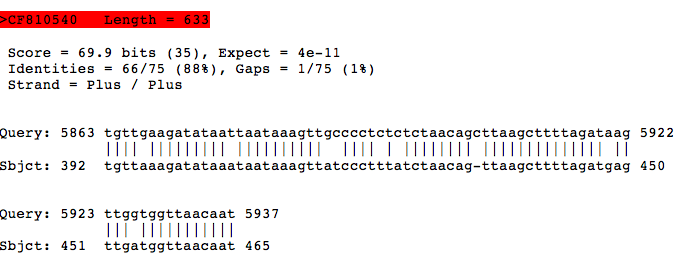 >CF810540   Length = 633
Score = 69.9 bits (35), Expect = 4e-11
Identities = 66/75 (88%), Gaps = 1/75 (1%)
Strand = Plus / Plus
Query: 5863 tgttgaagatataattaataaagttgcccctctctctaacagcttaagcttttagataag 5922
|||| ||||||||| ||||||||||  |||| | |||||||| |||||||||||||| ||
Sbjct: 392  tgttaaagatataaataataaagttatccctttatctaacag-ttaagcttttagatgag 450
Query: 5923 ttggtggttaacaat 5937
||| |||||||||||
Sbjct: 451  ttgatggttaacaat 465